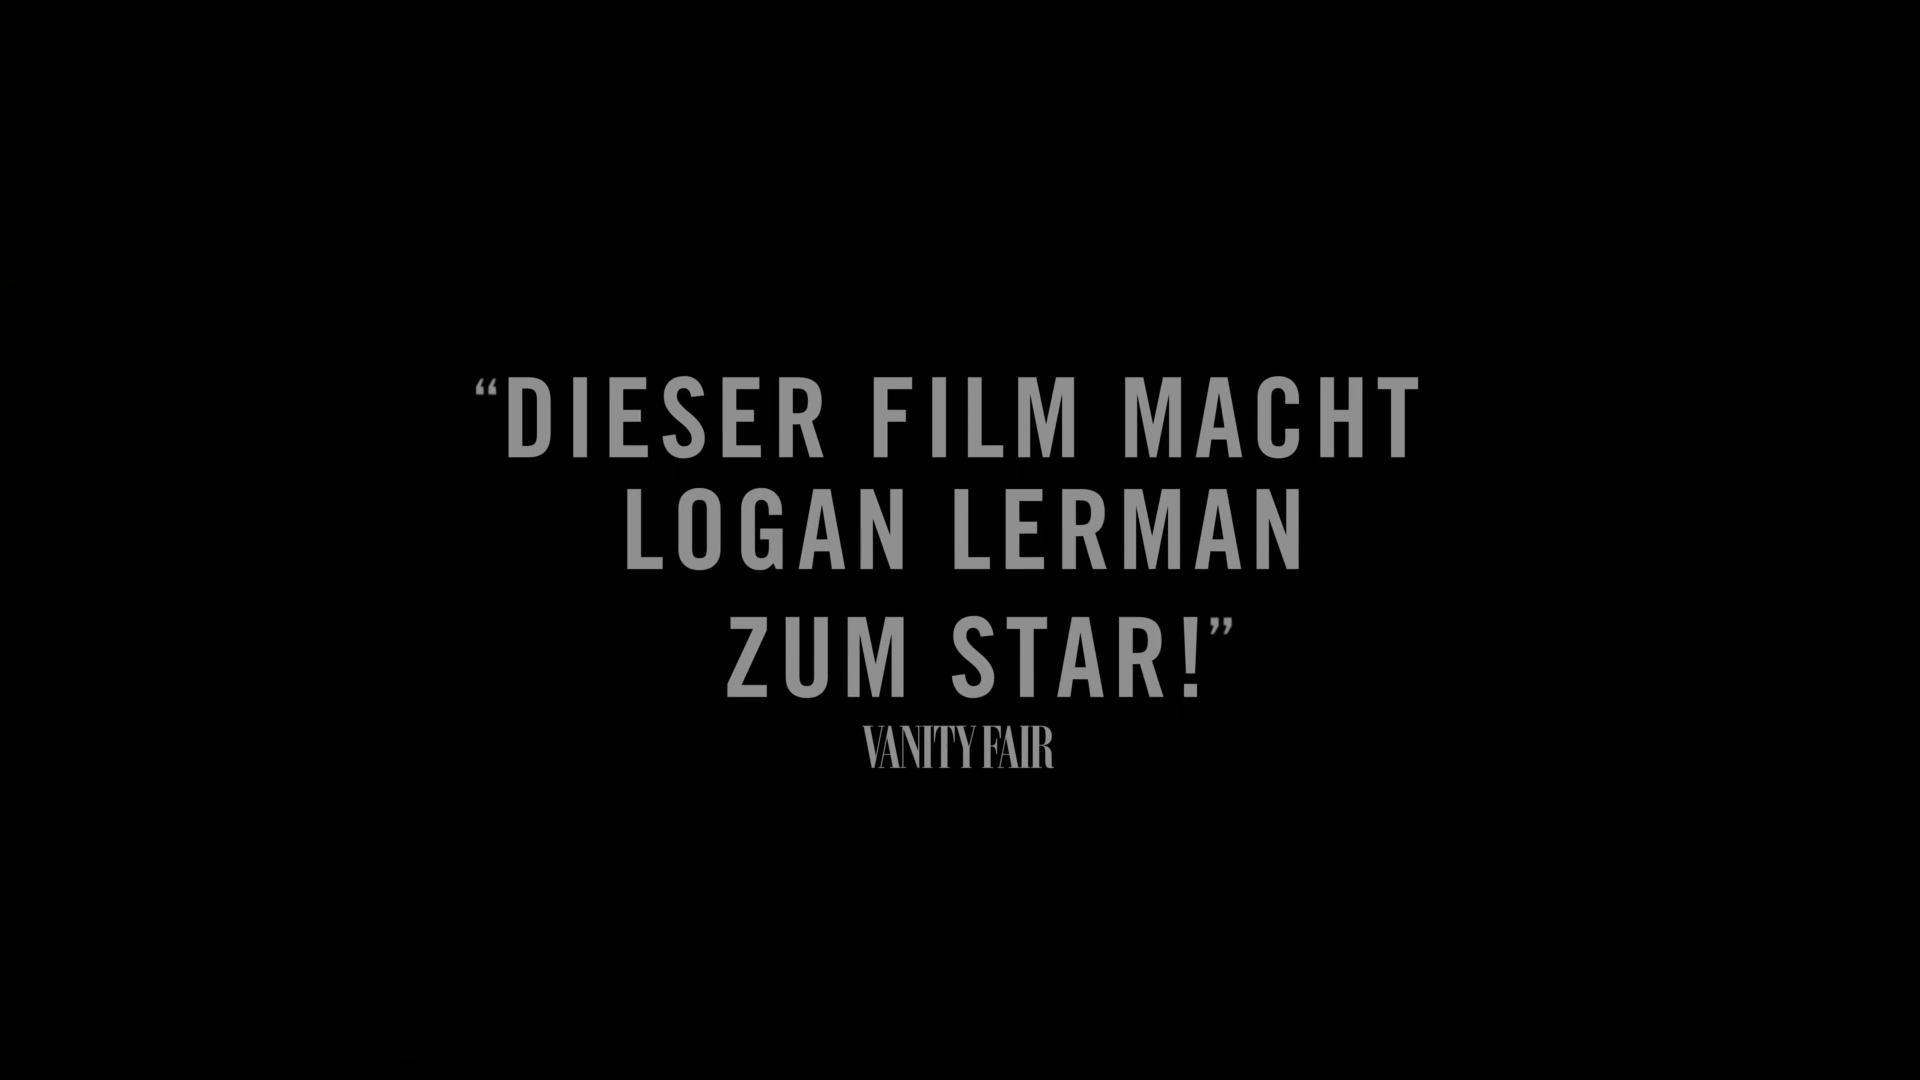 “DIESER FILM MACHT
LOGAN LERMAN
ZUM STAR!”
VANITY FAIR